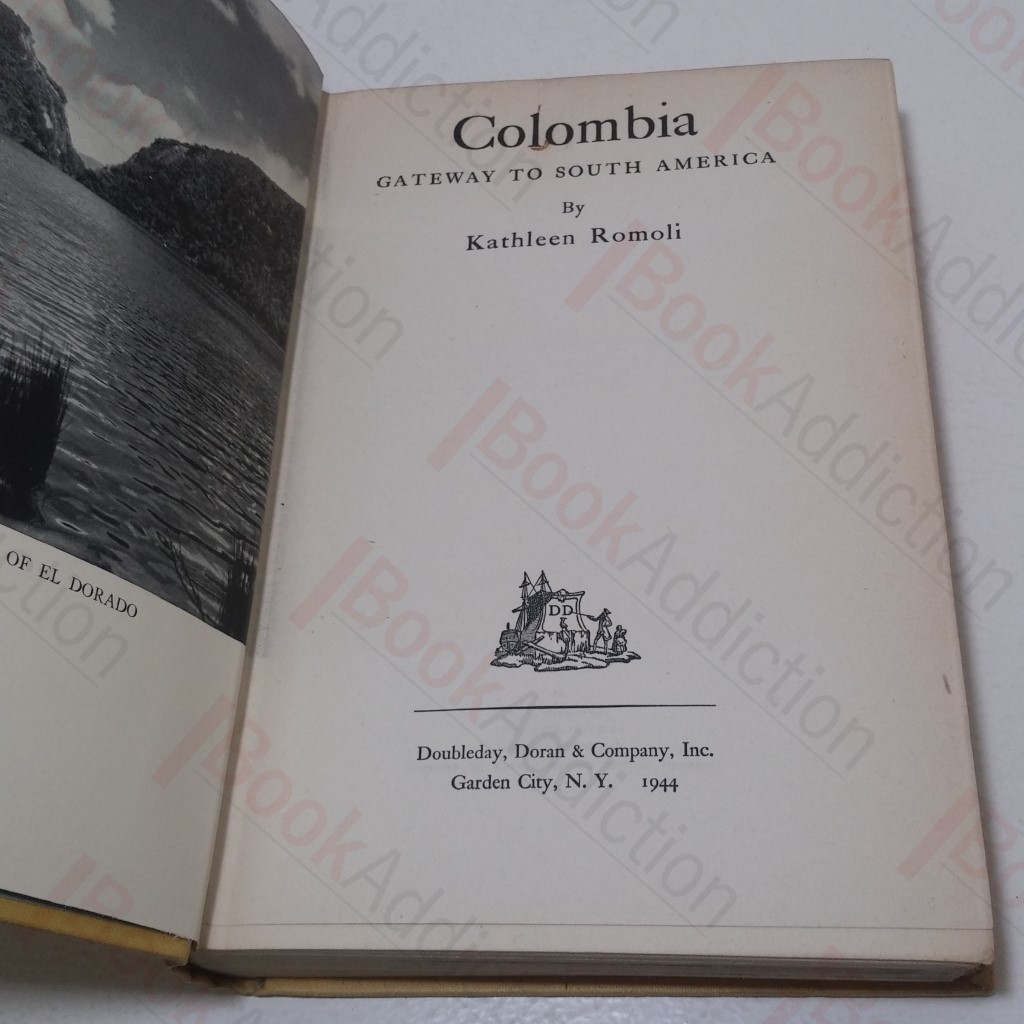 OF EL DORADO
Colombia
GATEWAY TO SOUTH AMERICA
By
Kathleen Romoli
DD
Doubleday, Doran & Company, Inc.
Garden City, N. Y. 1944
BookAddiction